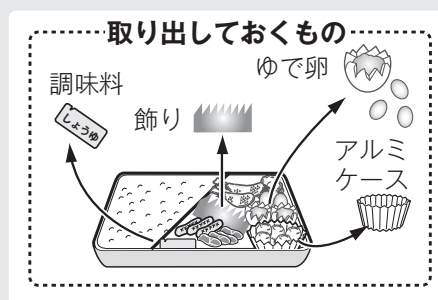 取り出しておくもの
ゆで卵
調味料
しょうゆ
飾り
アルミ
ケース